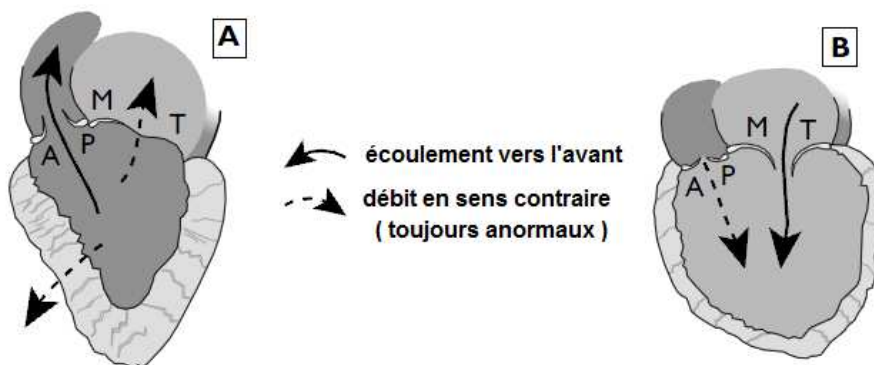 A
M
T
A
P
écoulement vers l'avant
débit en sens contraire
( toujours anormaux )
B
M
T
A
P